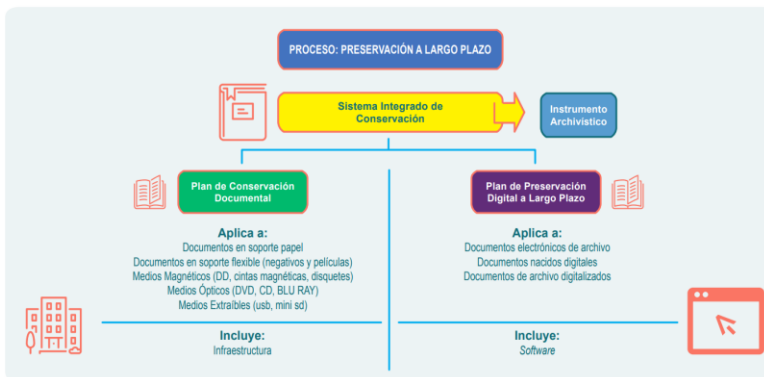 PROCESO: PRESERVACIÓN A LARGO PLAZO
Sistema Integrado de
Conservación
Instrumento
Archivístico
Plan de Conservación
Documental
Aplica a:
Documentos en soporte papel
Documentos en soporte flexible (negativos y películas)
Medios Magnéticos (DD, cintas magnéticas, disquetes)
Medios Ópticos (DVD, CD, BLU RAY)
Medios Extraíbles (usb, mini sd)
Incluye:
Infraestructura
Plan de Preservación
Digital a Largo Plazo
Aplica a:
Documentos electrónicos de archivo
Documentos nacidos digitales
Documentos de archivo digitalizados
Incluye:
Software